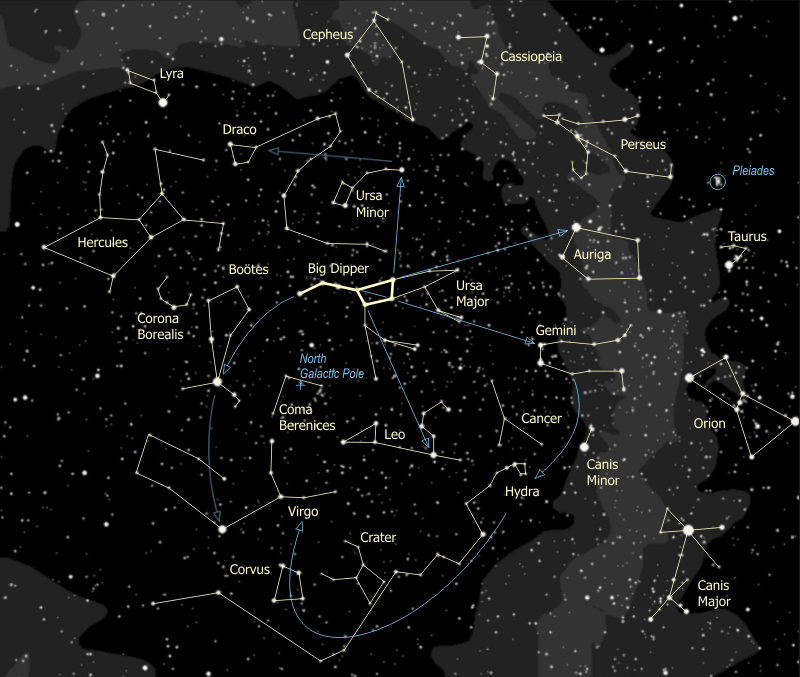 Cepheus
Cassiopeia
Lyra
Draco
Perseus
Pleiades
Ursa
Minor
Hercules
Taurus
Auriga
Boötes
Big Dipper
Ursa
Major
Corona
Borealis
Gemini
North
Galactic Pole
Coma
Berenices
Leo
Cancer
Orion
Canis
Minor
Hydra
Virgo
Crater
Corvus
Canis
Major